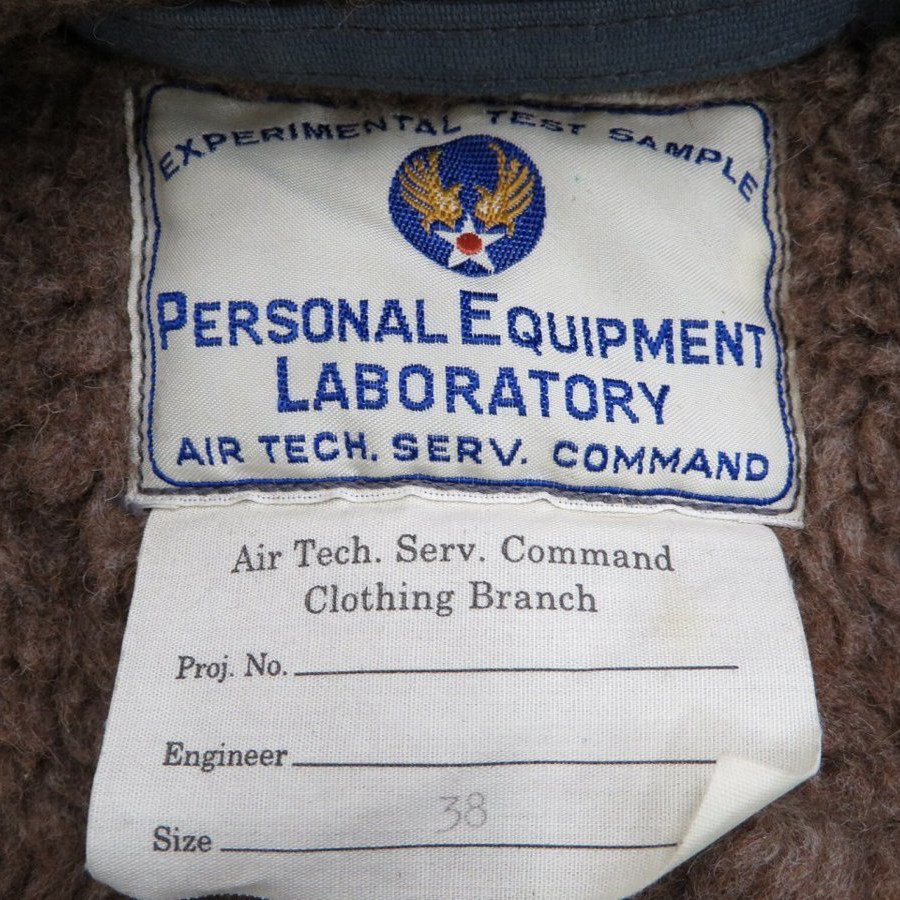 EXPERIMENTAL TEST SAMPLE
PERSONAL EQUIPMENT
LABORATORY
AIR TECH. SERV. COMMAND
Air Tech. Serv. Command
Clothing Branch
Proj. No.
Engineer
Size 38